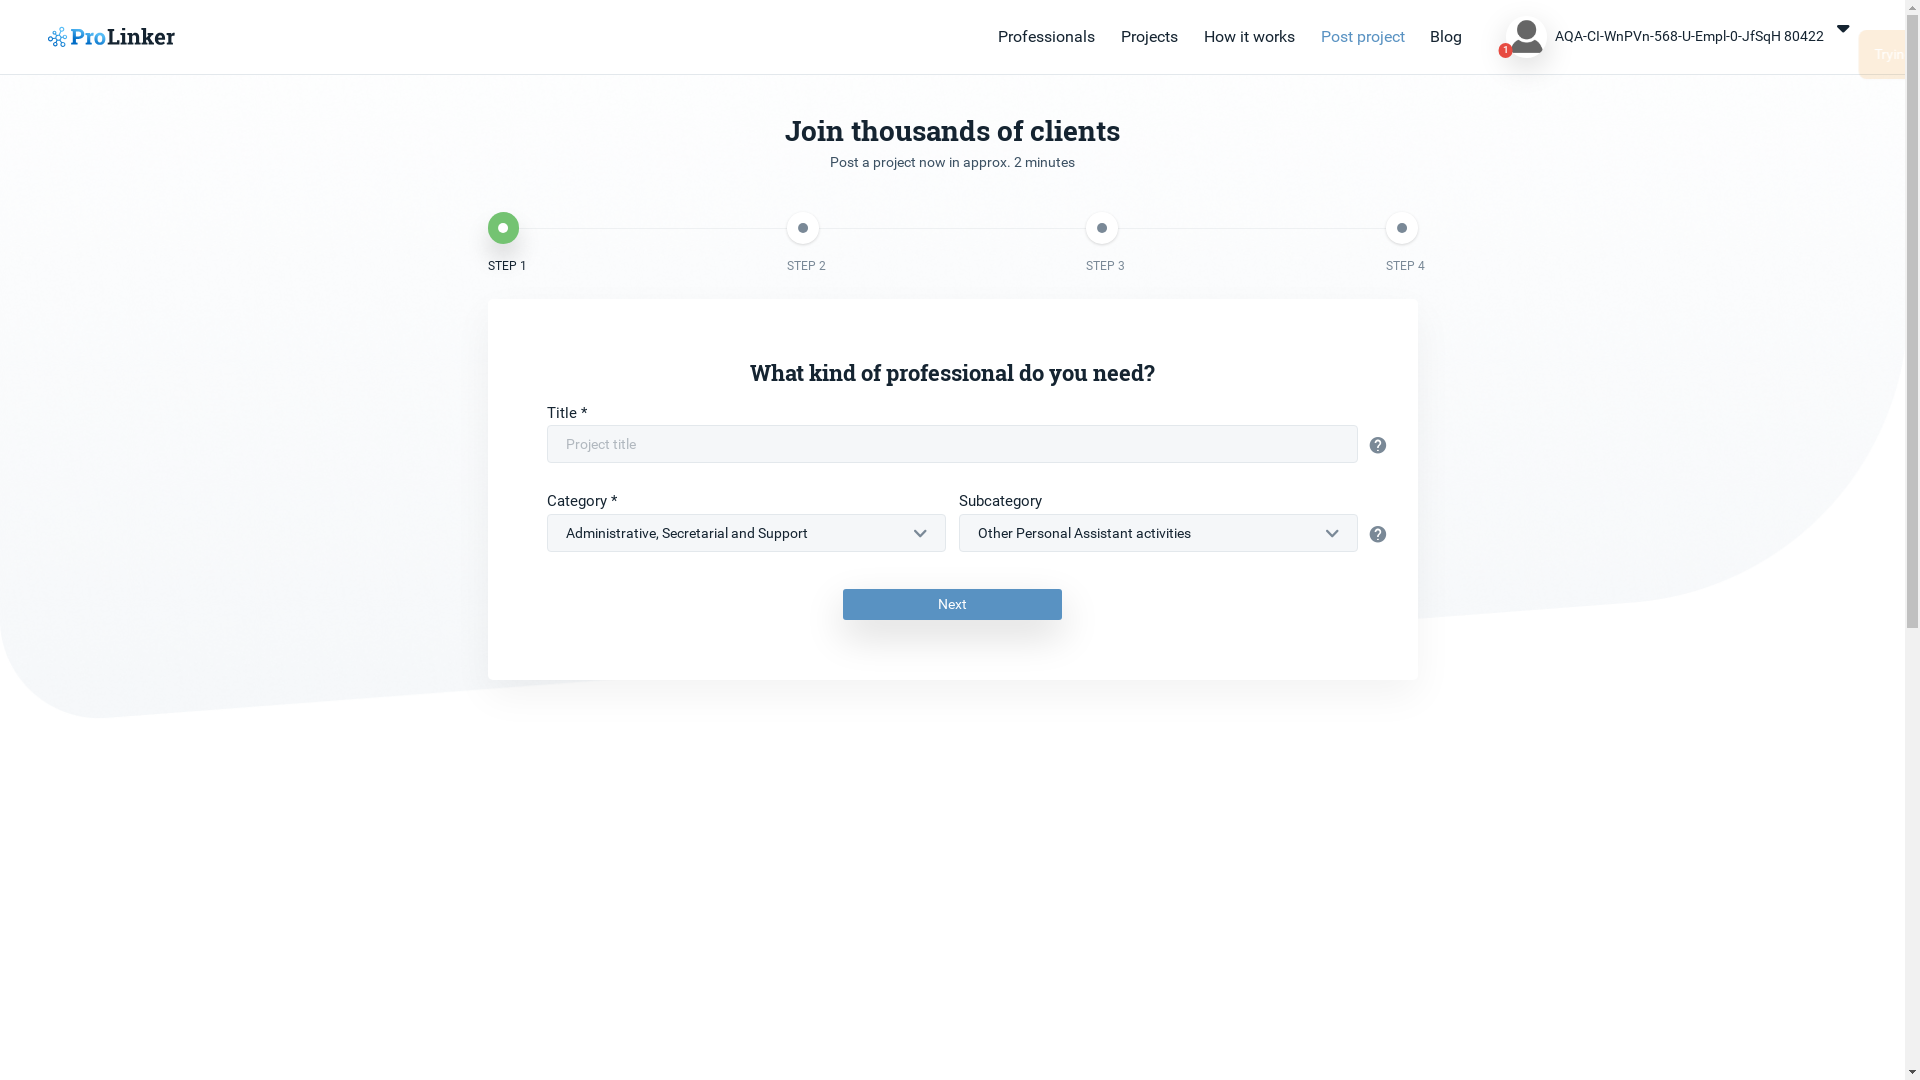 ProLinker
Professionals Projects How it works Post project Blog
1
AQA-CI-WnPVn-568-U-Empl-0-JfSqH 80422
Join thousands of clients
Post a project now in approx. 2 minutes
STEP 1 STEP 2 STEP 3 STEP 4
What kind of professional do you need?
Title *
Project title
Category * Subcategory
Administrative, Secretarial and Support Other Personal Assistant activities
Next